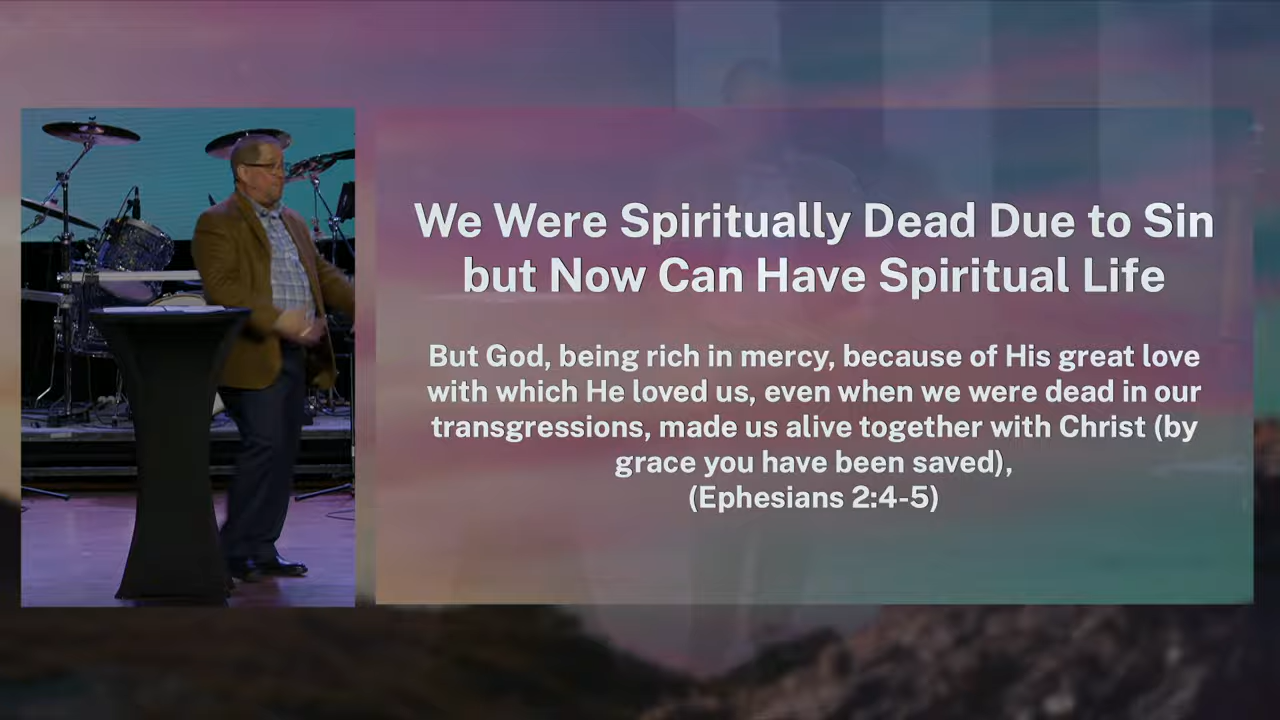 We Were Spiritually Dead Due to Sin
but Now Can Have Spiritual Life
But God, being rich in mercy, because of His great love
with which He loved us, even when we were dead in our
transgressions, made us alive together with Christ (by
grace you have been saved),
(Ephesians 2:4-5)